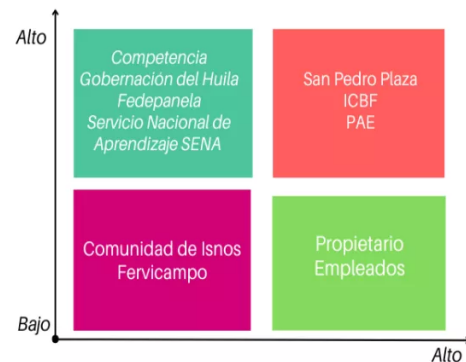 Alto
Competencia
Gobernación del Huila
Fedepanela
Servicio Nacional de
Aprendizaje SENA
San Pedro Plaza
ICBF
PAE
Comunidad de Isnos
Fervicampo
Propietario
Empleados
Bajo
Alto